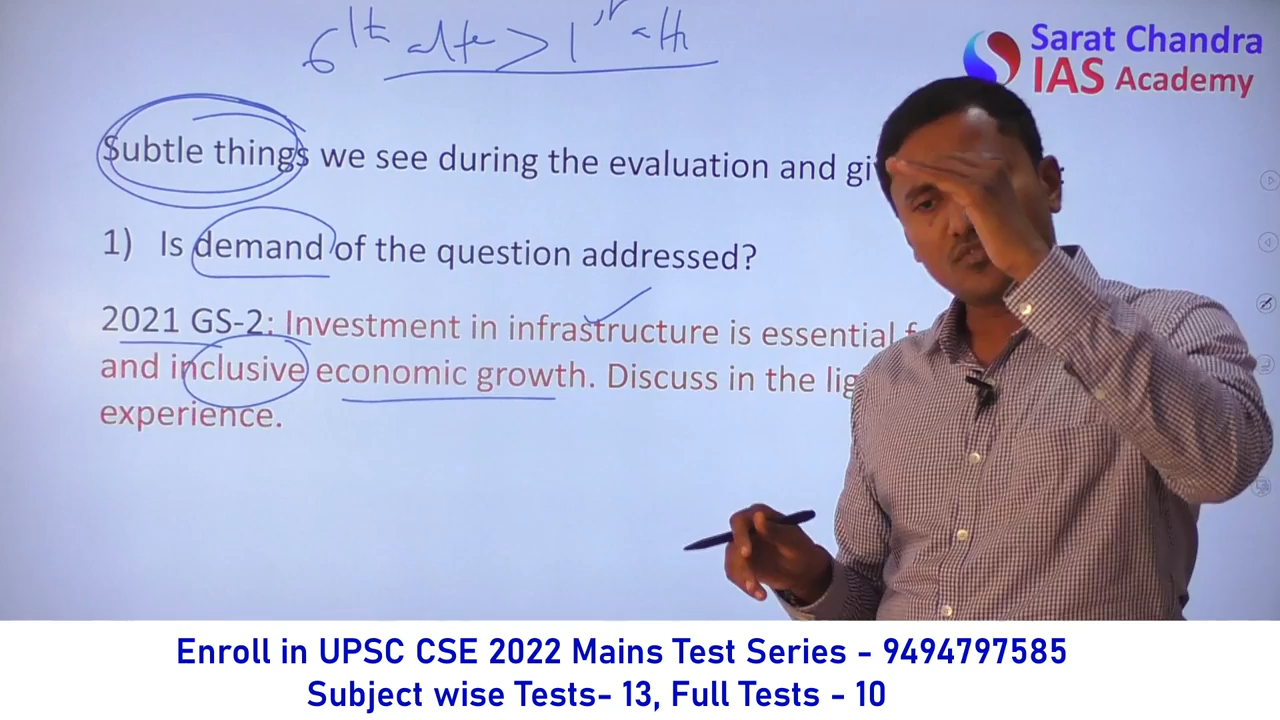 6th > 1st
Sarat Chandra
IAS Academy
Subtle things we see during the evaluation and
1) Is demand of the question addressed?
2021 GS-2: Investment in infrastructure is essential
and inclusive economic growth. Discuss in the
experience.
Enroll in UPSC CSE 2022 Mains Test Series - 9494797585
Subject wise Tests- 13, Full Tests - 10